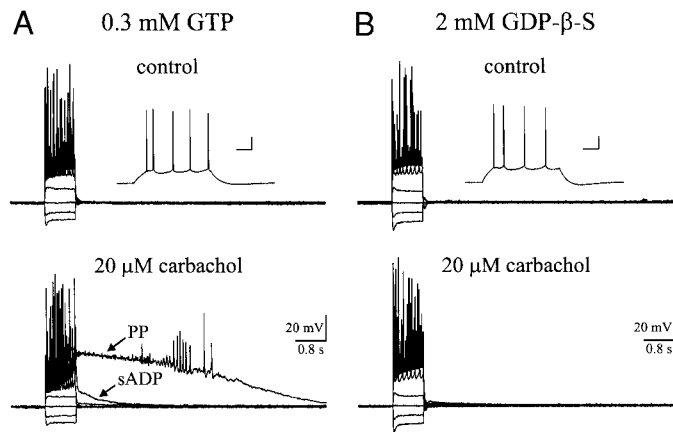 A
0.3 mM GTP
control
20 µM carbachol
PP
sADP
20 mV
0.8 s
B
2 mM GDP-β-S
control
20 µM carbachol
20 mV
0.8 s